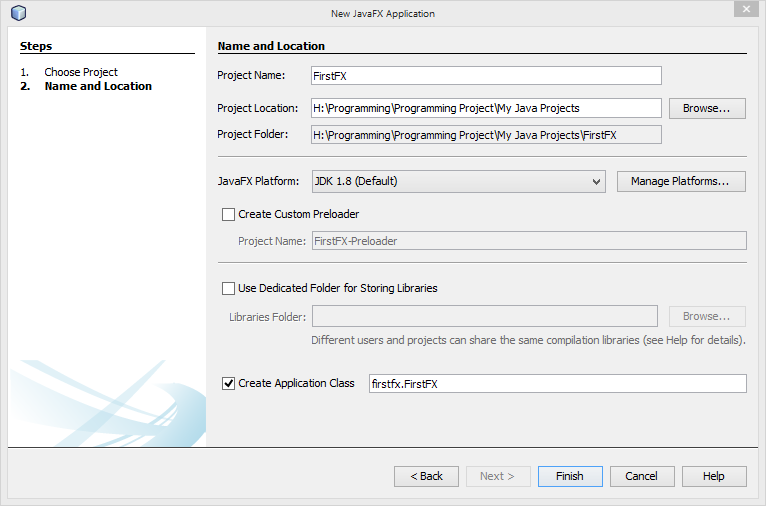 New JavaFX Application
Steps
1. Choose Project
2. Name and Location
Name and Location
Project Name: FirstFX
Project Location: H:\Programming\Programming Project\My Java Projects Browse...
Project Folder: H:\Programming\Programming Project\My Java Projects\FirstFX
JavaFX Platform: JDK 1.8 (Default) Manage Platforms...
Create Custom Preloader
Project Name: FirstFX-Preloader
Use Dedicated Folder for Storing Libraries
Libraries Folder: Browse...
Different users and projects can share the same compilation libraries (see Help for details).
Create Application Class firstfx.FirstFX
< Back Next > Finish Cancel Help